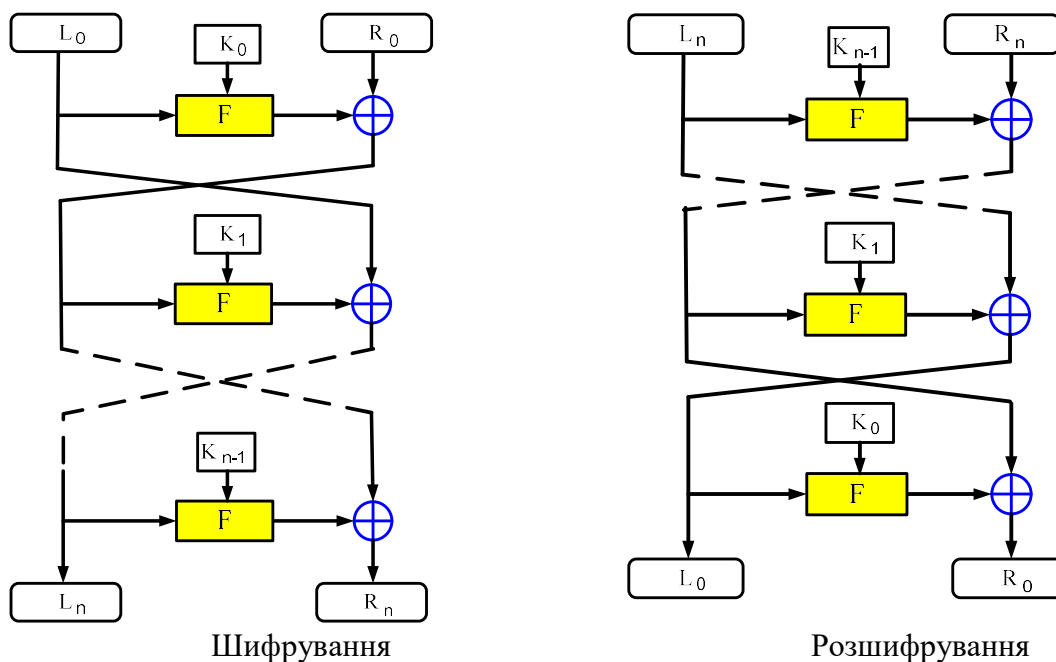 L0
R0
K0
F
K1
F
Kn-1
F
Ln
Rn
Шифрування
Ln
Rn
Kn-1
F
K1
F
K0
F
L0
R0
Розшифрування